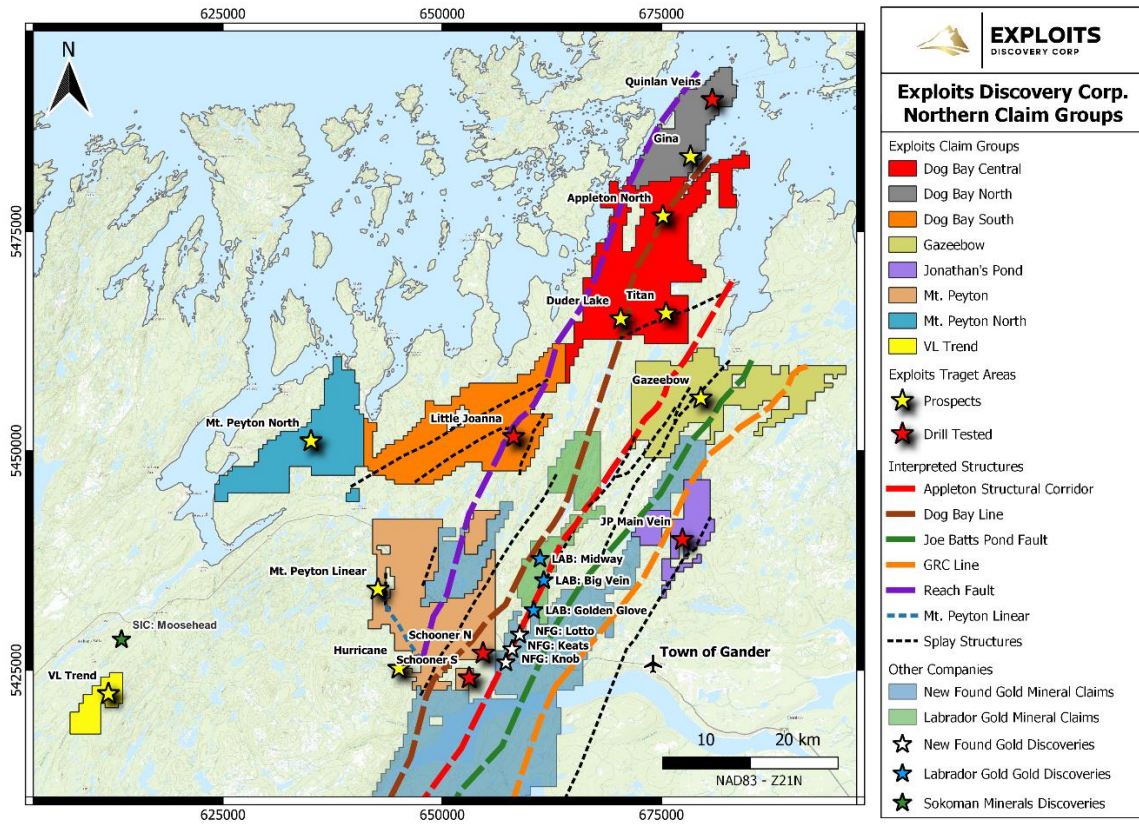 625000
650000
675000
N
Quinlan Veins
Gina
Appleton North
5475000
5475000
Duder Lake
Titan
Gazeebow
Little Joanna
Mt. Peyton North
5450000
5450000
JP Main Vein
LAB: Midway
Mt. Peyton Linear
LAB: Big Vein
LAB: Golden Glove
SIC: Moosehead
Schooner N
NFG: Lotto
Hurricane
NFG: Keats
Schooner S
NFG: Knob
Town of Gander
VL Trend
5425000
5425000
10 20 km
NAD83 - Z21N
625000
650000
675000
EXPLOITS
DISCOVERY CORP
Exploits Discovery Corp.
Northern Claim Groups
Exploits Claim Groups
Dog Bay Central
Dog Bay North
Dog Bay South
Gazeebow
Jonathan's Pond
Mt. Peyton
Mt. Peyton North
VL Trend
Exploits Traget Areas
Prospects
Drill Tested
Interpreted Structures
Appleton Structural Corridor
Dog Bay Line
Joe Batts Pond Fault
GRC Line
Reach Fault
Mt. Peyton Linear
Splay Structures
Other Companies
New Found Gold Mineral Claims
Labrador Gold Mineral Claims
New Found Gold Discoveries
Labrador Gold Gold Discoveries
Sokoman Minerals Discoveries